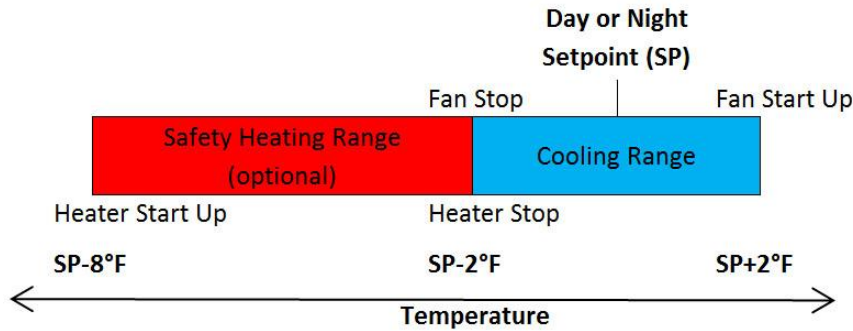 Day or Night
Setpoint (SP)
Fan Stop
Fan Start Up
Safety Heating Range
(optional)
Cooling Range
Heater Start Up
Heater Stop
SP-8°F
SP-2°F
SP+2°F
Temperature